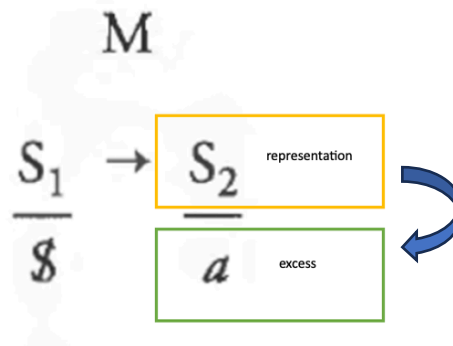 M
S₁ → S₂ representation
$ a excess